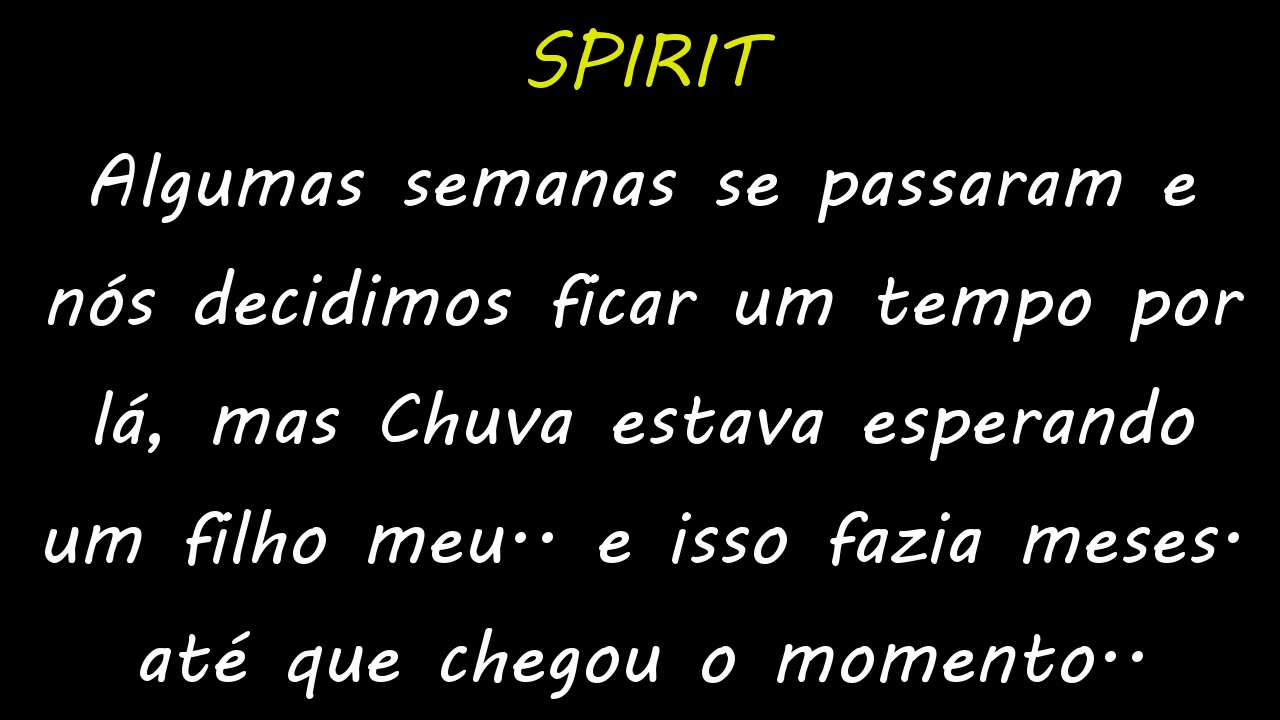 SPIRIT
Algumas semanas se passaram e
nós decidimos ficar um tempo por
lá, mas Chuva estava esperando
um filho meu·· e isso fazia meses·
até que chegou o momento··